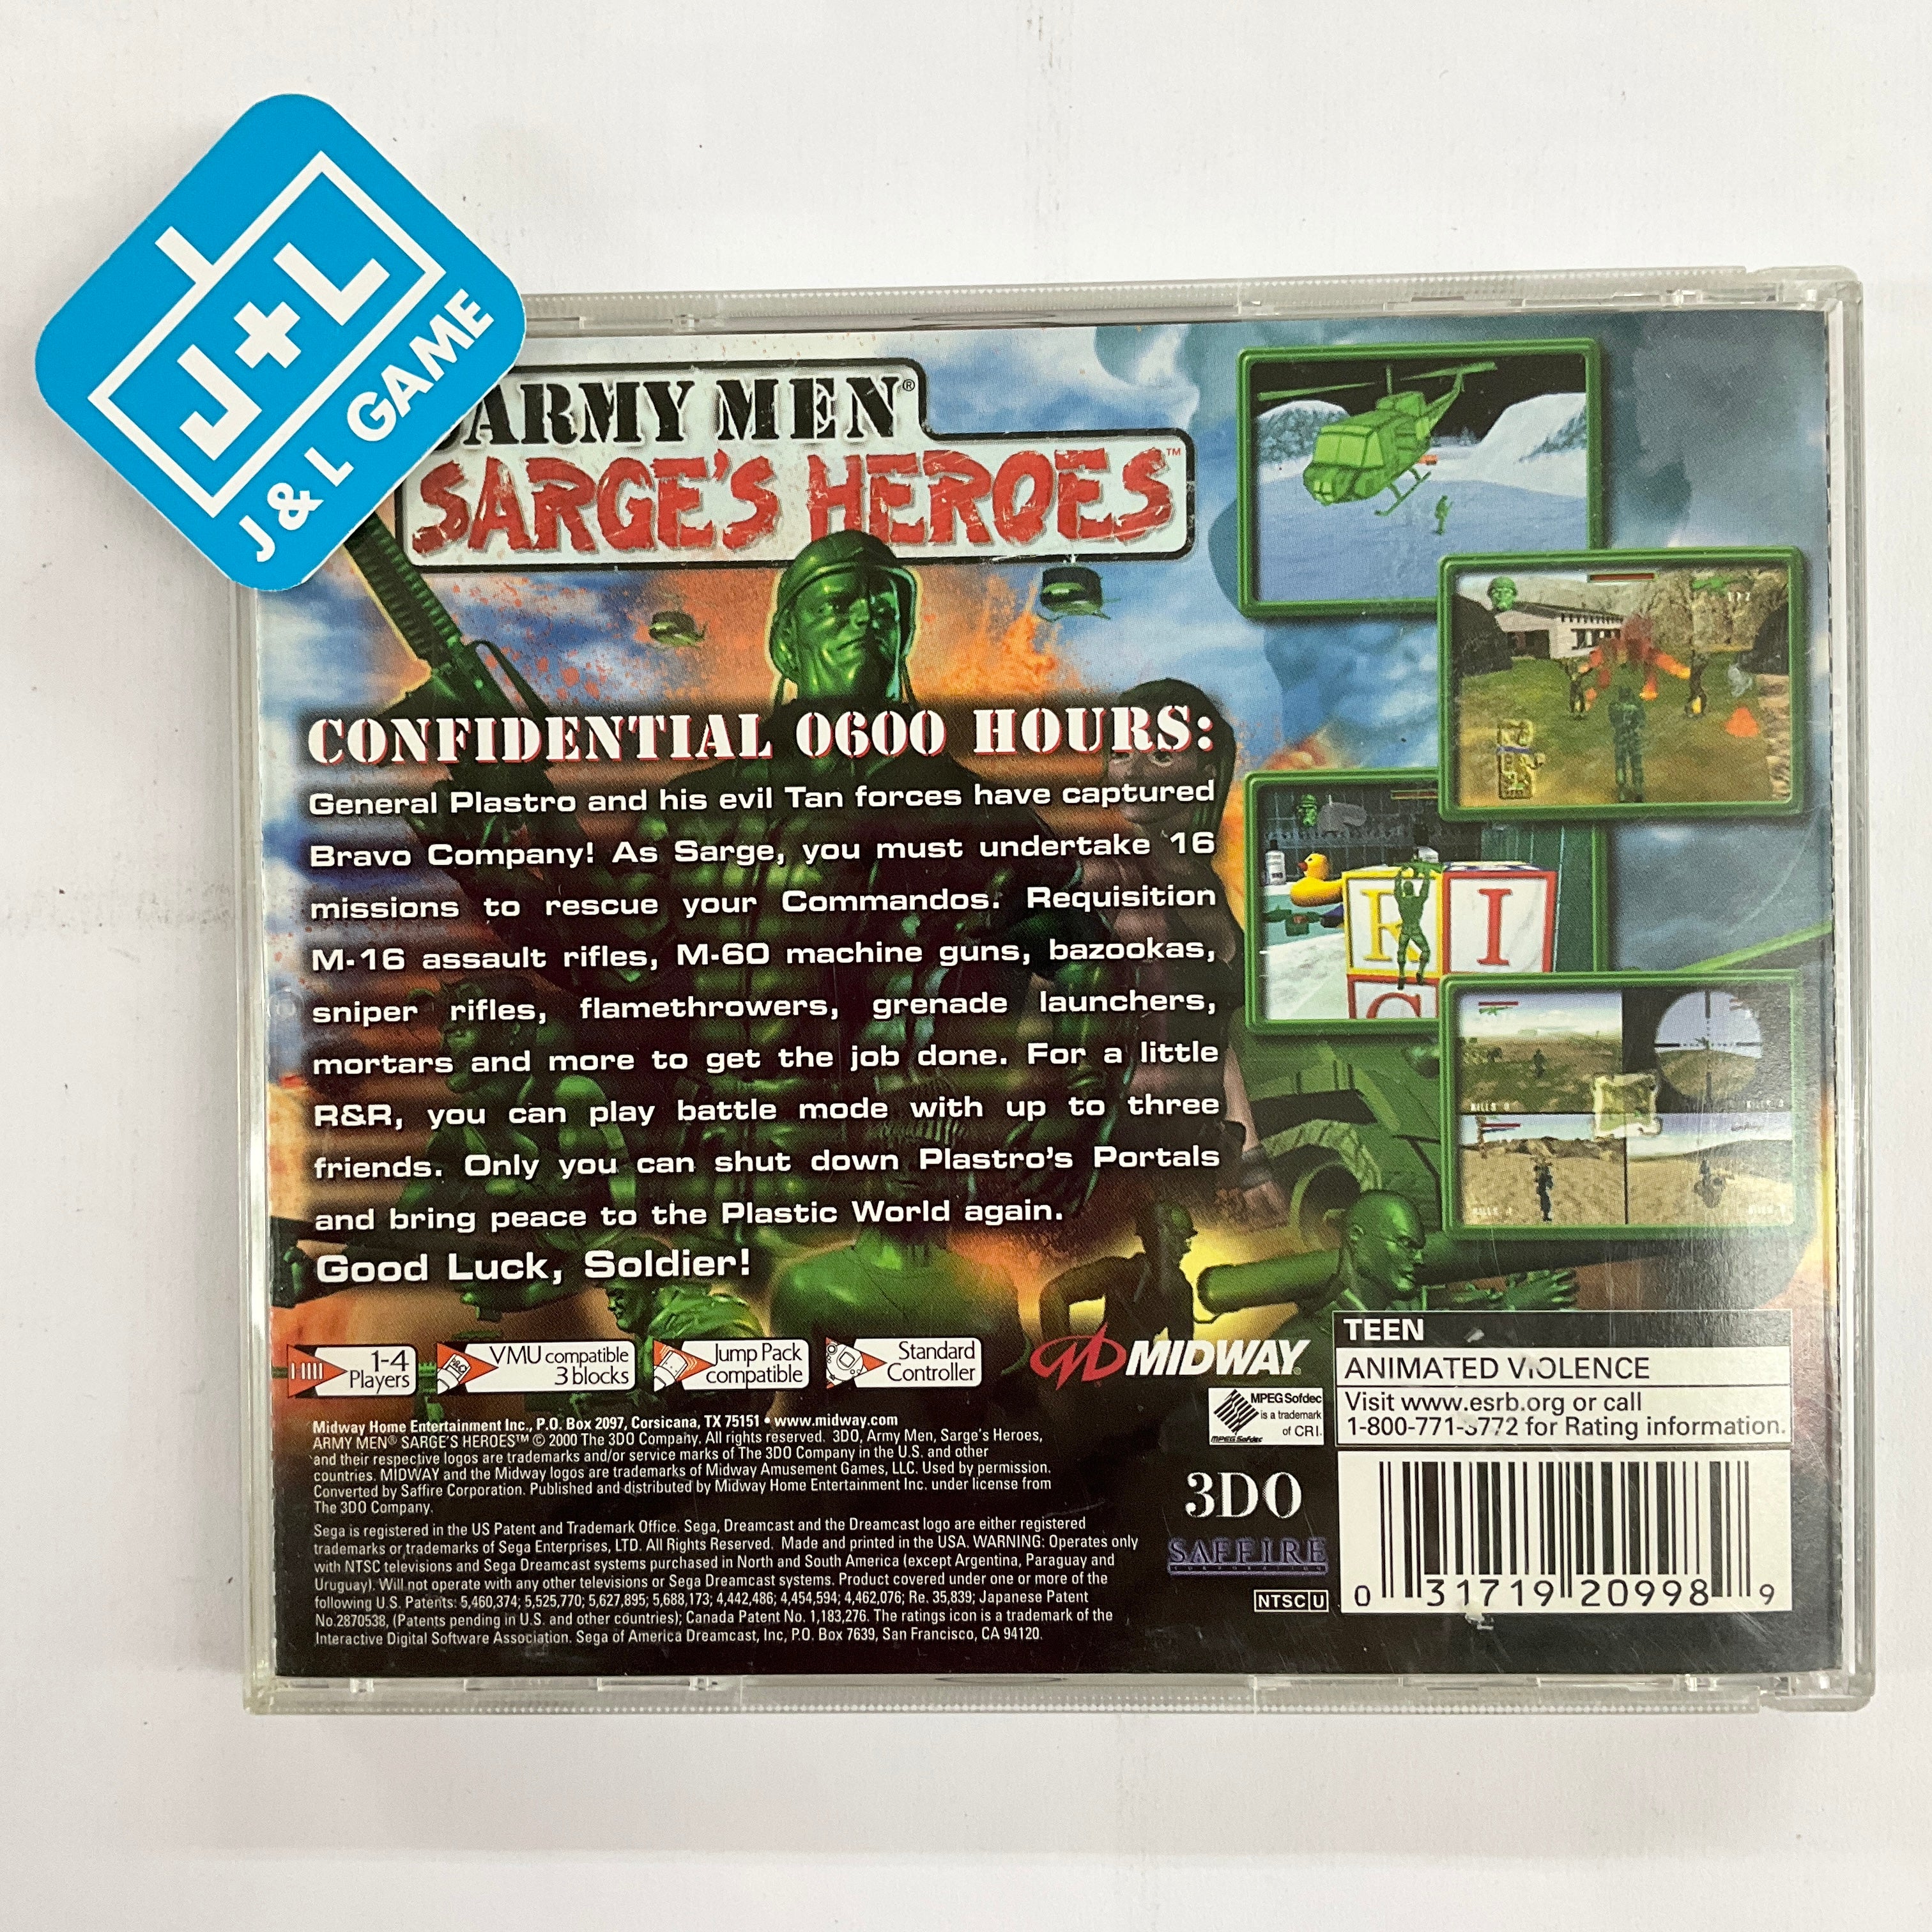 J+L
J & L GAME
ARMY MEN®
SARGE'S HEROES™
CONFIDENTIAL 0600 HOURS:
General Plastro and his evil Tan forces have captured
Bravo Company! As Sarge, you must undertake 16
missions to rescue your Commandos. Requisition
M-16 assault rifles, M-60 machine guns, bazookas,
sniper rifles, flamethrowers, grenade launchers,
mortars and more to get the job done. For a little
R&R, you can play battle mode with up to three
friends. Only you can shut down Plastro's Portals
and bring peace to the Plastic World again.
Good Luck, Soldier!
R I
1-4
Players
VMU compatible
3 blocks
Jump Pack
compatible
Standard
Controller
MIDWAY®
TEEN
ANIMATED VIOLENCE
Visit www.esrb.org or call
1-800-771-3772 for Rating information.
MPEG Sofdec
is a trademark
of CRI.
MPEG Sofdec
3DO
SAFFIRE
CORPORATION
NTSC U
0 31719 20998 9
Midway Home Entertainment Inc., P.O. Box 2097, Corsicana, TX 75151 • www.midway.com
ARMY MEN® SARGE'S HEROES™ © 2000 The 3DO Company. All rights reserved. 3DO, Army Men, Sarge's Heroes,
and their respective logos are trademarks and/or service marks of The 3DO Company in the U.S. and other
countries. MIDWAY and the Midway logos are trademarks of Midway Amusement Games, LLC. Used by permission.
Converted by Saffire Corporation. Published and distributed by Midway Home Entertainment Inc. under license from
The 3DO Company.
Sega is registered in the US Patent and Trademark Office. Sega, Dreamcast and the Dreamcast logo are either registered
trademarks or trademarks of Sega Enterprises, LTD. All Rights Reserved. Made and printed in the USA. WARNING: Operates only
with NTSC televisions and Sega Dreamcast systems purchased in North and South America (except Argentina, Paraguay and
Uruguay). Will not operate with any other televisions or Sega Dreamcast systems. Product covered under one or more of the
following U.S. Patents: 5,460,374; 5,525,770; 5,627,895; 5,688,173; 4,442,486; 4,454,594; 4,462,076; Re. 35,839; Japanese Patent
No.2870538, (Patents pending in U.S. and other countries); Canada Patent No. 1,183,276. The ratings icon is a trademark of the
Interactive Digital Software Association. Sega of America Dreamcast, Inc, P.O. Box 7639, San Francisco, CA 94120.